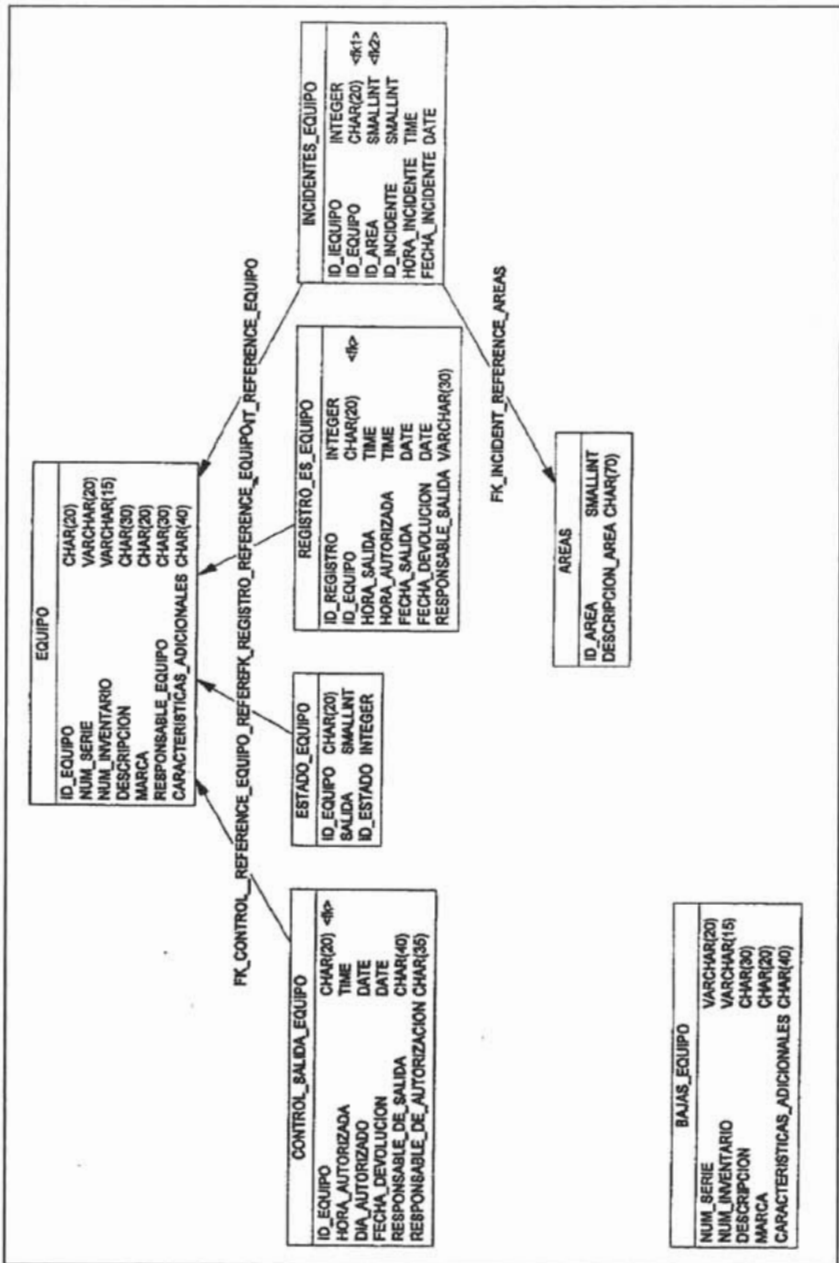 EQUIPO
ID_EQUIPO CHAR(20)
NUM_SERIE VARCHAR(20)
NUM_INVENTARIO VARCHAR(15)
DESCRIPCION CHAR(30)
MARCA CHAR(20)
RESPONSABLE_EQUIPO CHAR(30)
CARACTERISTICAS_ADICIONALES CHAR(40)
FK_CONTROL__REFERENCE_EQUIPO_REFEREFK_REGISTRO_REFERENCE_EQUIPOIT_REFERENCE_EQUIPO
CONTROL_SALIDA_EQUIPO
ID_EQUIPO CHAR(20) <fk>
HORA_AUTORIZADA TIME
DIA_AUTORIZADO DATE
FECHA_DEVOLUCION DATE
RESPONSABLE_DE_SALIDA CHAR(40)
RESPONSABLE_DE_AUTORIZACION CHAR(35)
ESTADO_EQUIPO
ID_EQUIPO CHAR(20)
SALIDA SMALLINT
ID_ESTADO INTEGER
REGISTRO_ES_EQUIPO
ID_REGISTRO INTEGER
ID_EQUIPO CHAR(20) <fk>
HORA_SALIDA TIME
HORA_AUTORIZADA TIME
FECHA_SALIDA DATE
FECHA_DEVOLUCION DATE
RESPONSABLE_SALIDA VARCHAR(30)
INCIDENTES_EQUIPO
ID_IEQUIPO INTEGER
ID_EQUIPO CHAR(20) <fk1>
ID_AREA SMALLINT <fk2>
ID_INCIDENTE SMALLINT
HORA_INCIDENTE TIME
FECHA_INCIDENTE DATE
FK_INCIDENT_REFERENCE_AREAS
AREAS
ID_AREA SMALLINT
DESCRIPCION_AREA CHAR(70)
BAJAS_EQUIPO
NUM_SERIE VARCHAR(20)
NUM_INVENTARIO VARCHAR(15)
DESCRIPCION CHAR(30)
MARCA CHAR(20)
CARACTERISTICAS_ADICIONALES CHAR(40)